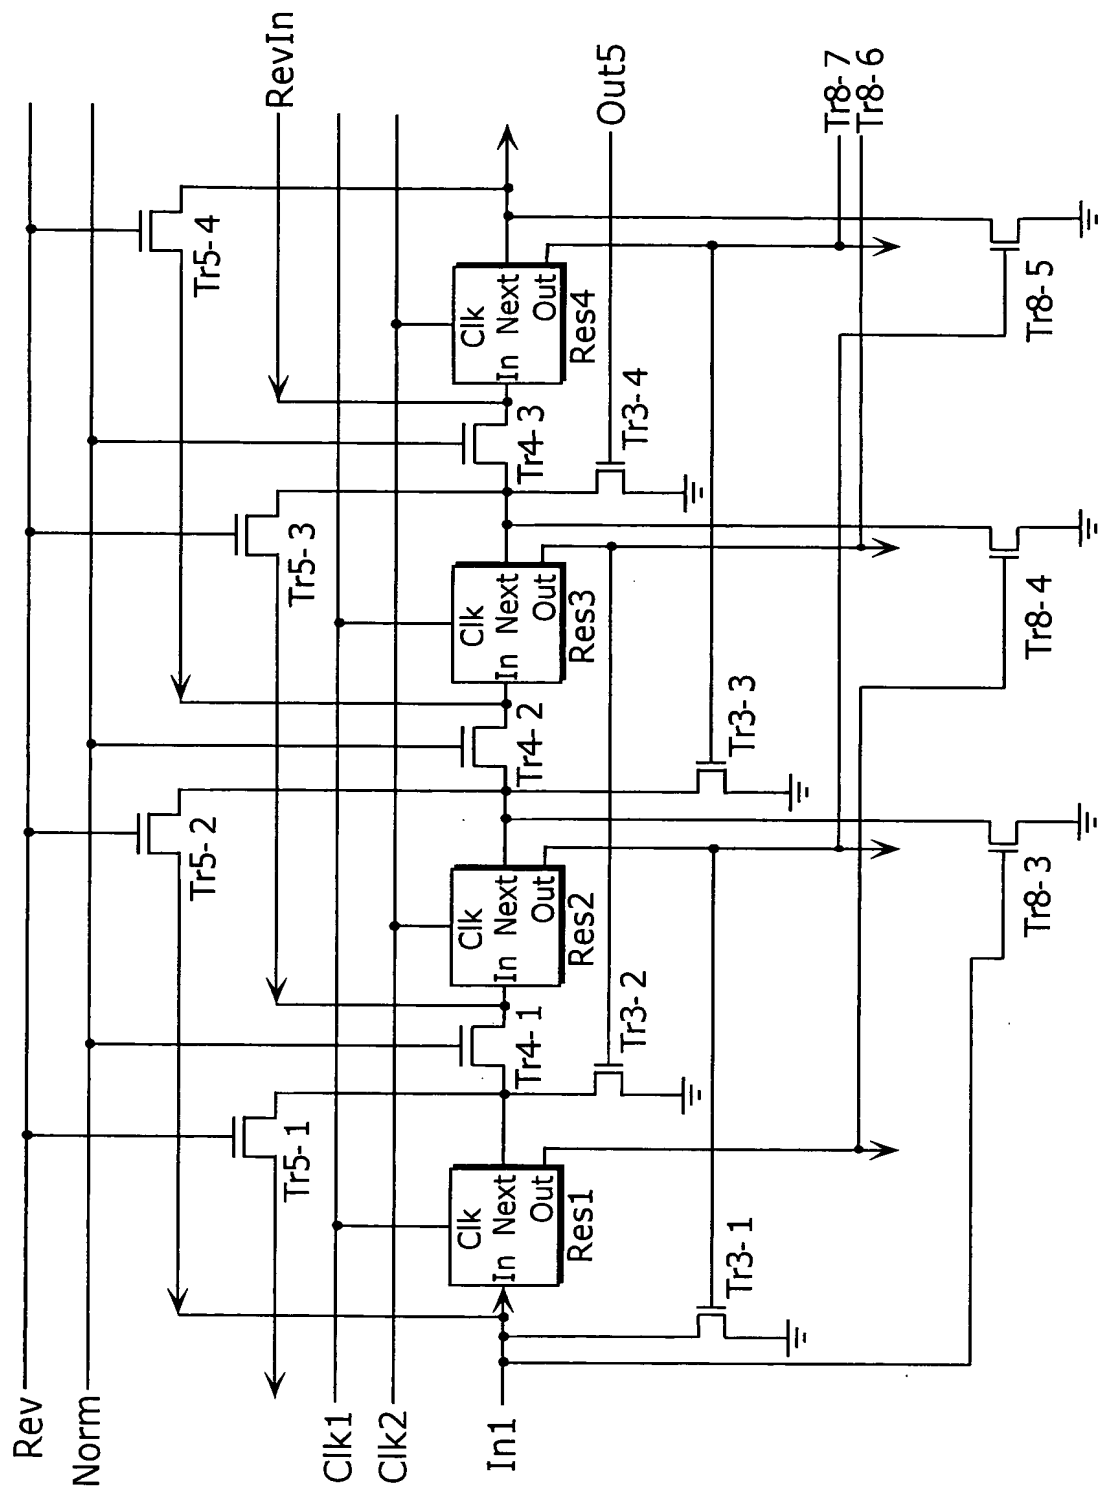 Rev
Norm
Clk1
Clk2
In1
RevIn
Out5
Tr8-7
Tr8-6
Tr5-1
Tr5-2
Tr5-3
Tr5-4
Tr4-1
Tr4-2
Tr4-3
Clk
In Next
Out
Res1
Clk
In Next
Out
Res2
Clk
In Next
Out
Res3
Clk
In Next
Out
Res4
Tr3-1
Tr3-2
Tr3-3
Tr3-4
Tr8-3
Tr8-4
Tr8-5